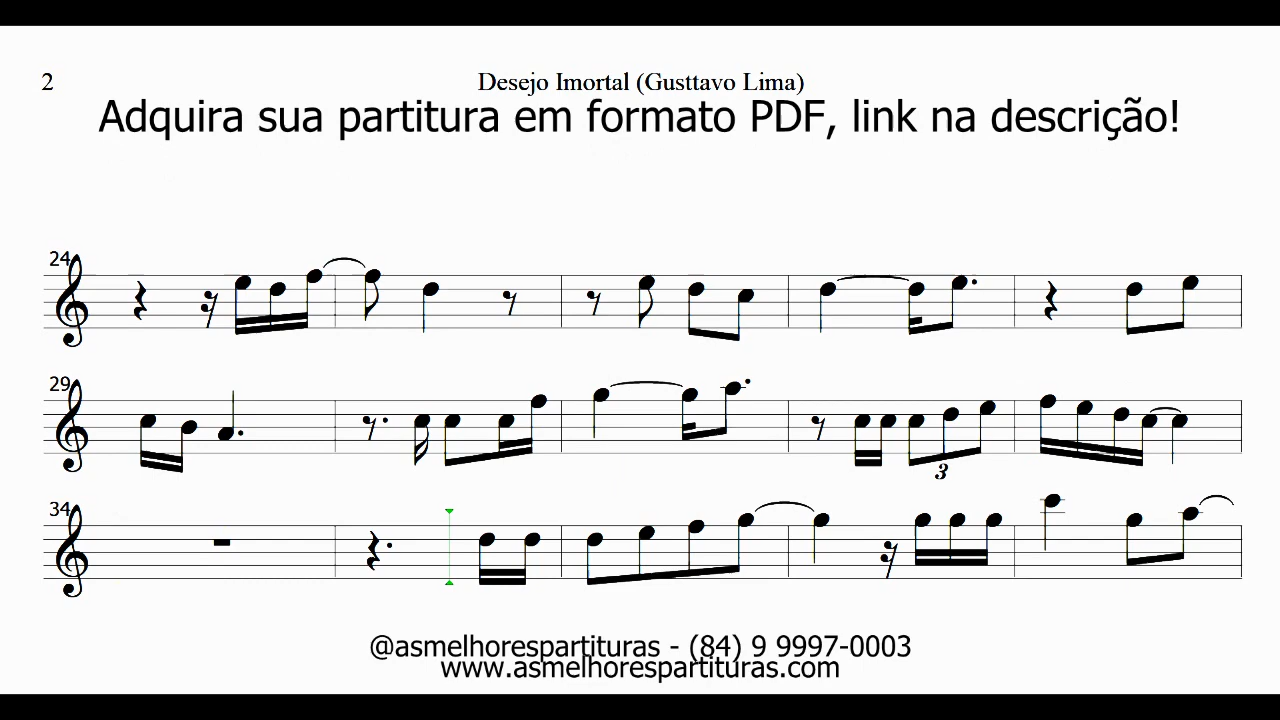 2
Desejo Imortal (Gusttavo Lima)
Adquira sua partitura em formato PDF, link na descrição!
24
29
3
34
@asmelhorespartituras - (84) 9 9997-0003
www.asmelhorespartituras.com